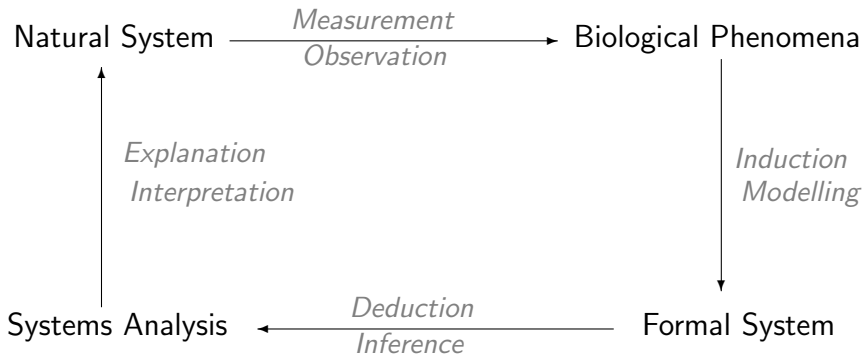 Measurement
Natural System
Biological Phenomena
Observation
Explanation
Interpretation
Induction
Modelling
Deduction
Systems Analysis
Formal System
Inference